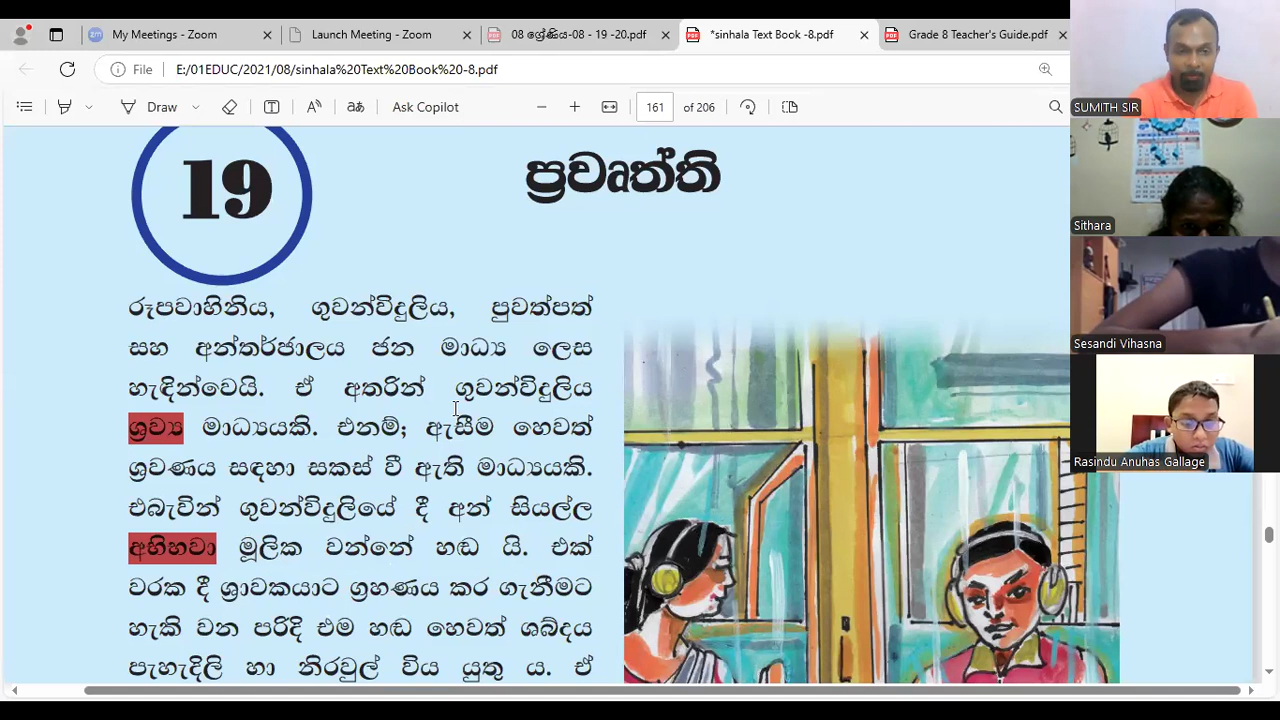 My Meetings - Zoom
Launch Meeting - Zoom
08 ශ්‍රේණිය-08 - 19 -20.pdf
*sinhala Text Book -8.pdf
Grade 8 Teacher's Guide.pdf
File
E:/01EDUC/2021/08/sinhala%20Text%20Book%20-8.pdf
Draw
Ask Copilot
161 of 206
19
ප්‍රවෘත්ති
රූපවාහිනිය, ගුවන්විදුලිය, පුවත්පත්
සහ අන්තර්ජාලය ජන මාධ්‍ය ලෙස
හැඳින්වෙයි. ඒ අතරින් ගුවන්විදුලිය
ශ්‍රව්‍ය මාධ්‍යයකි. එනම්; ඇසීම හෙවත්
ශ්‍රවණය සඳහා සකස් වී ඇති මාධ්‍යයකි.
එබැවින් ගුවන්විදුලියේ දී අන් සියල්ල
අභිභවා මූලික වන්නේ හඬ යි. එක්
වරක දී ශ්‍රාවකයාට ග්‍රහණය කර ගැනීමට
හැකි වන පරිදි එම හඬ හෙවත් ශබ්දය
පැහැදිලි හා නිරවුල් විය යුතු ය. ඒ
SUMITH SIR
Sithara
Sesandi Vihasna
Rasindu Anuhas Gallage